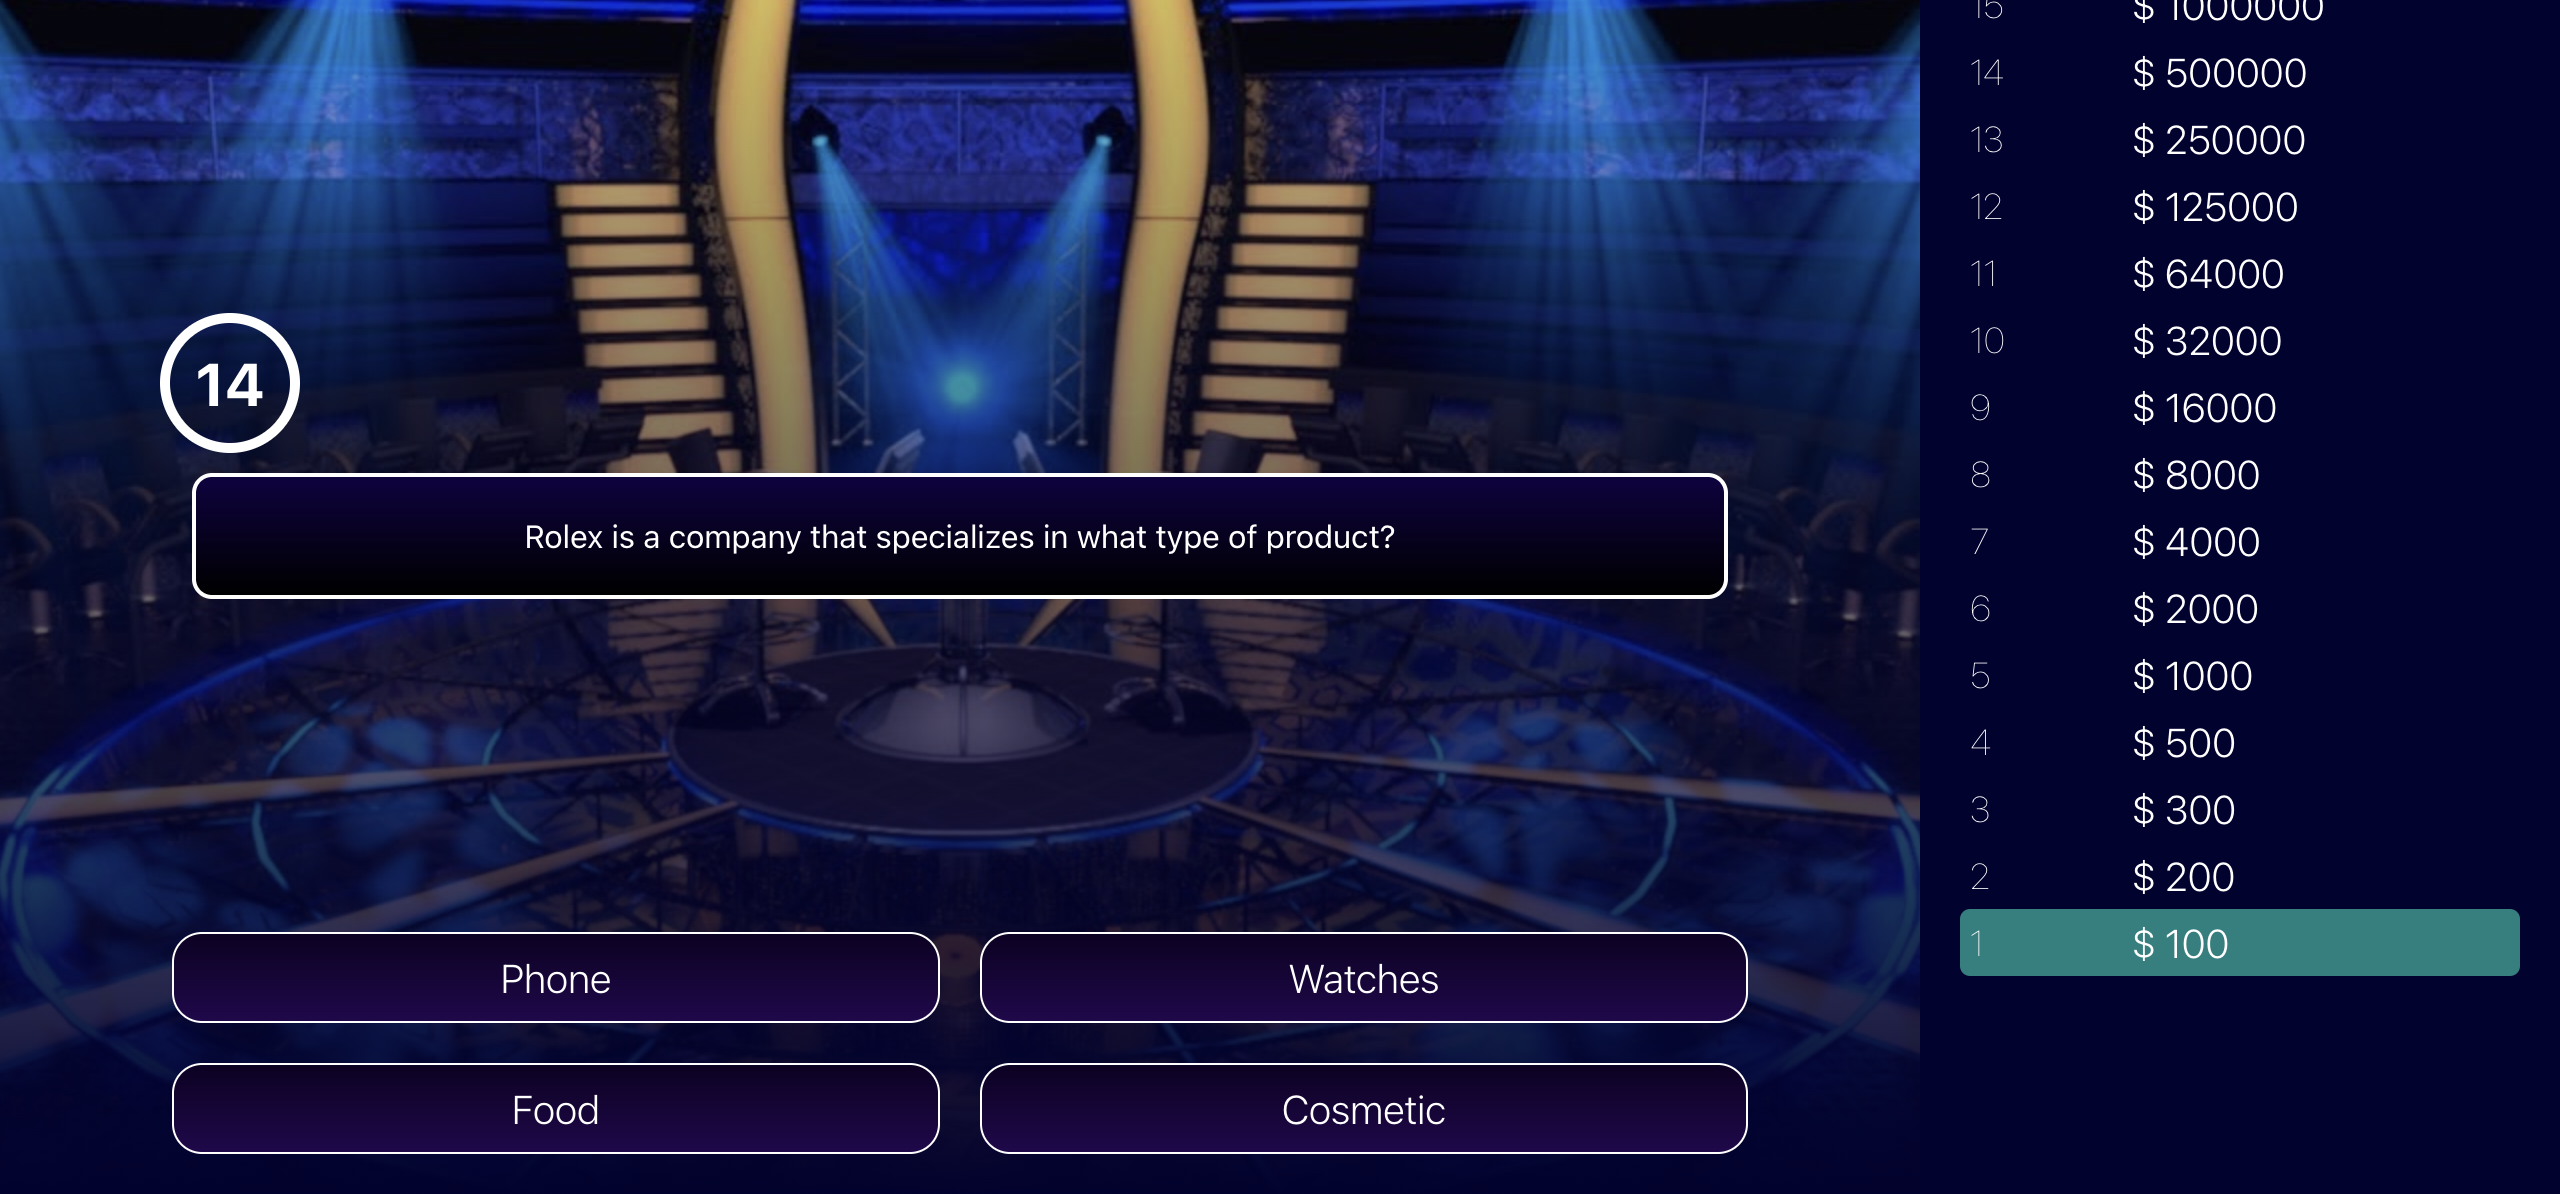 14
Rolex is a company that specializes in what type of product?
Phone
Watches
Food
Cosmetic
15 $ 1000000
14 $ 500000
13 $ 250000
12 $ 125000
11 $ 64000
10 $ 32000
9 $ 16000
8 $ 8000
7 $ 4000
6 $ 2000
5 $ 1000
4 $ 500
3 $ 300
2 $ 200
1 $ 100